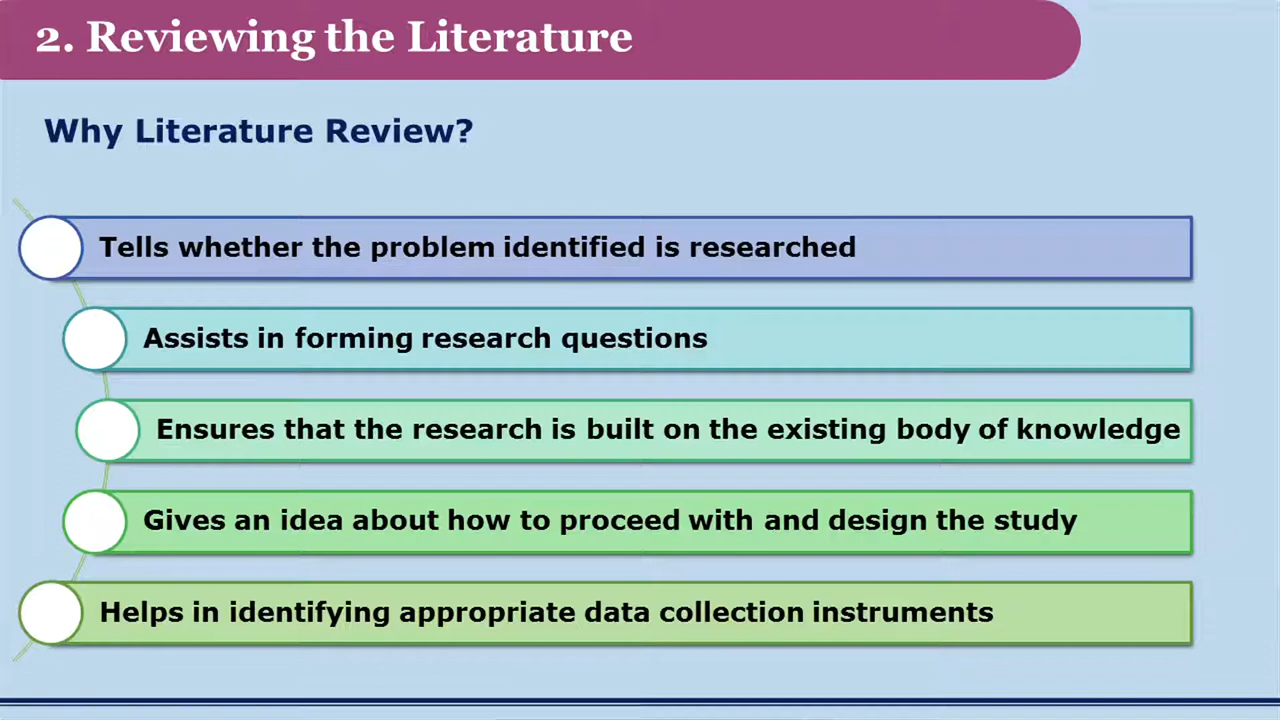 2. Reviewing the Literature
Why Literature Review?
Tells whether the problem identified is researched
Assists in forming research questions
Ensures that the research is built on the existing body of knowledge
Gives an idea about how to proceed with and design the study
Helps in identifying appropriate data collection instruments